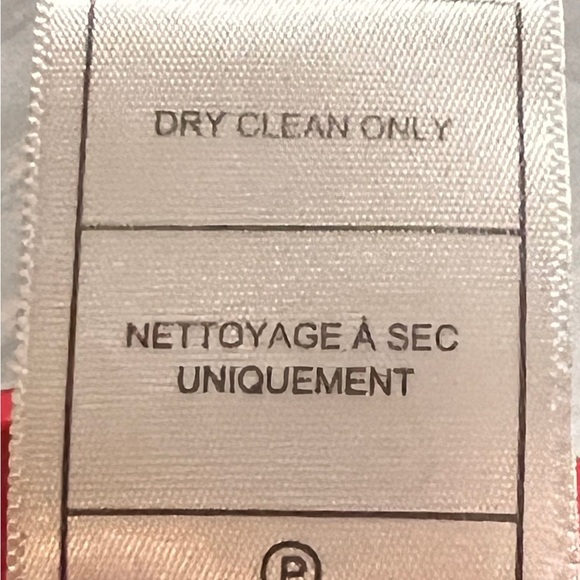 DRY CLEAN ONLY
NETTOYAGE À SEC
UNIQUEMENT
P